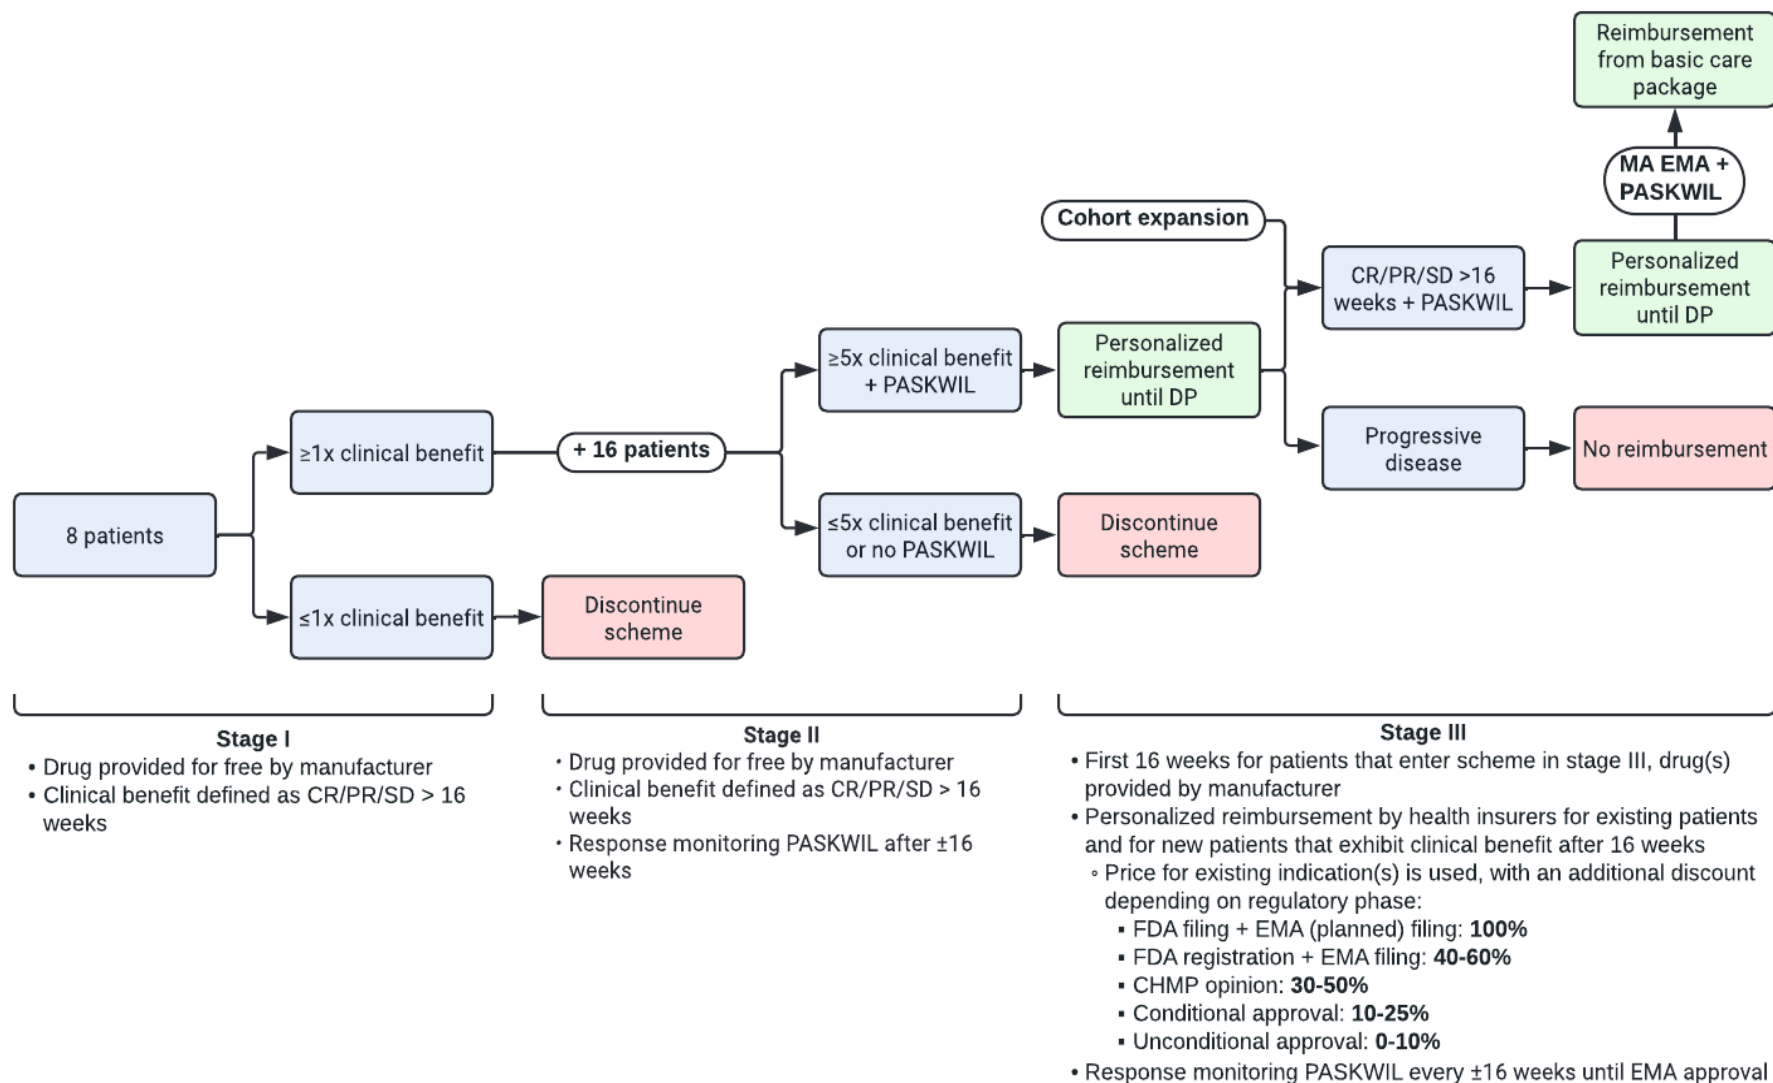 Reimbursement
from basic care
package
MA EMA +
PASKWIL
Cohort expansion
CR/PR/SD >16
weeks + PASKWIL
Personalized
reimbursement
until DP
≥5x clinical benefit
+ PASKWIL
Personalized
reimbursement
until DP
≥1x clinical benefit
+ 16 patients
Progressive
disease
No reimbursement
8 patients
≤5x clinical benefit
or no PASKWIL
Discontinue
scheme
≤1x clinical benefit
Discontinue
scheme
Stage I
• Drug provided for free by manufacturer
• Clinical benefit defined as CR/PR/SD > 16
weeks
Stage II
· Drug provided for free by manufacturer
· Clinical benefit defined as CR/PR/SD > 16
weeks
· Response monitoring PASKWIL after ±16
weeks
Stage III
• First 16 weeks for patients that enter scheme in stage III, drug(s)
provided by manufacturer
• Personalized reimbursement by health insurers for existing patients
and for new patients that exhibit clinical benefit after 16 weeks
◦ Price for existing indication(s) is used, with an additional discount
depending on regulatory phase:
▪ FDA filing + EMA (planned) filing: 100%
▪ FDA registration + EMA filing: 40-60%
▪ CHMP opinion: 30-50%
▪ Conditional approval: 10-25%
▪ Unconditional approval: 0-10%
• Response monitoring PASKWIL every ±16 weeks until EMA approval